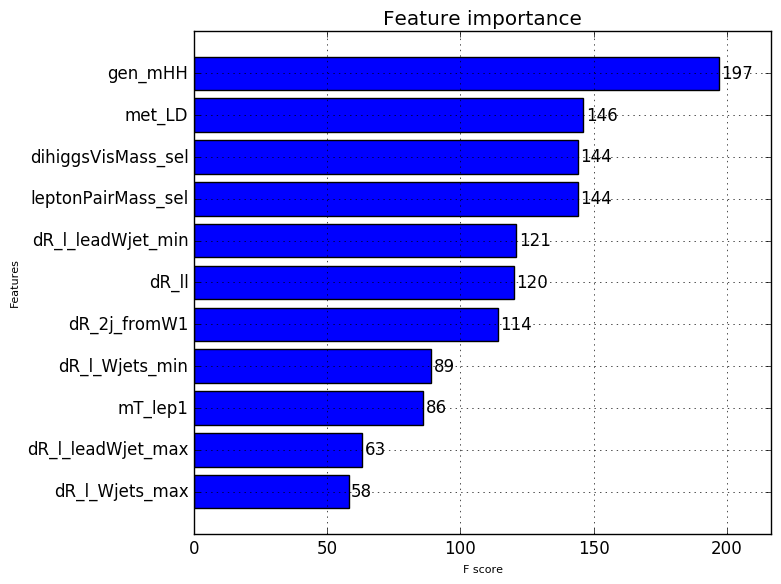 Feature importance
Features
gen_mHH 197
met_LD 146
dihiggsVisMass_sel 144
leptonPairMass_sel 144
dR_l_leadWjet_min 121
dR_ll 120
dR_2j_fromW1 114
dR_l_Wjets_min 89
mT_lep1 86
dR_l_leadWjet_max 63
dR_l_Wjets_max 58
0 50 100 150 200
F score